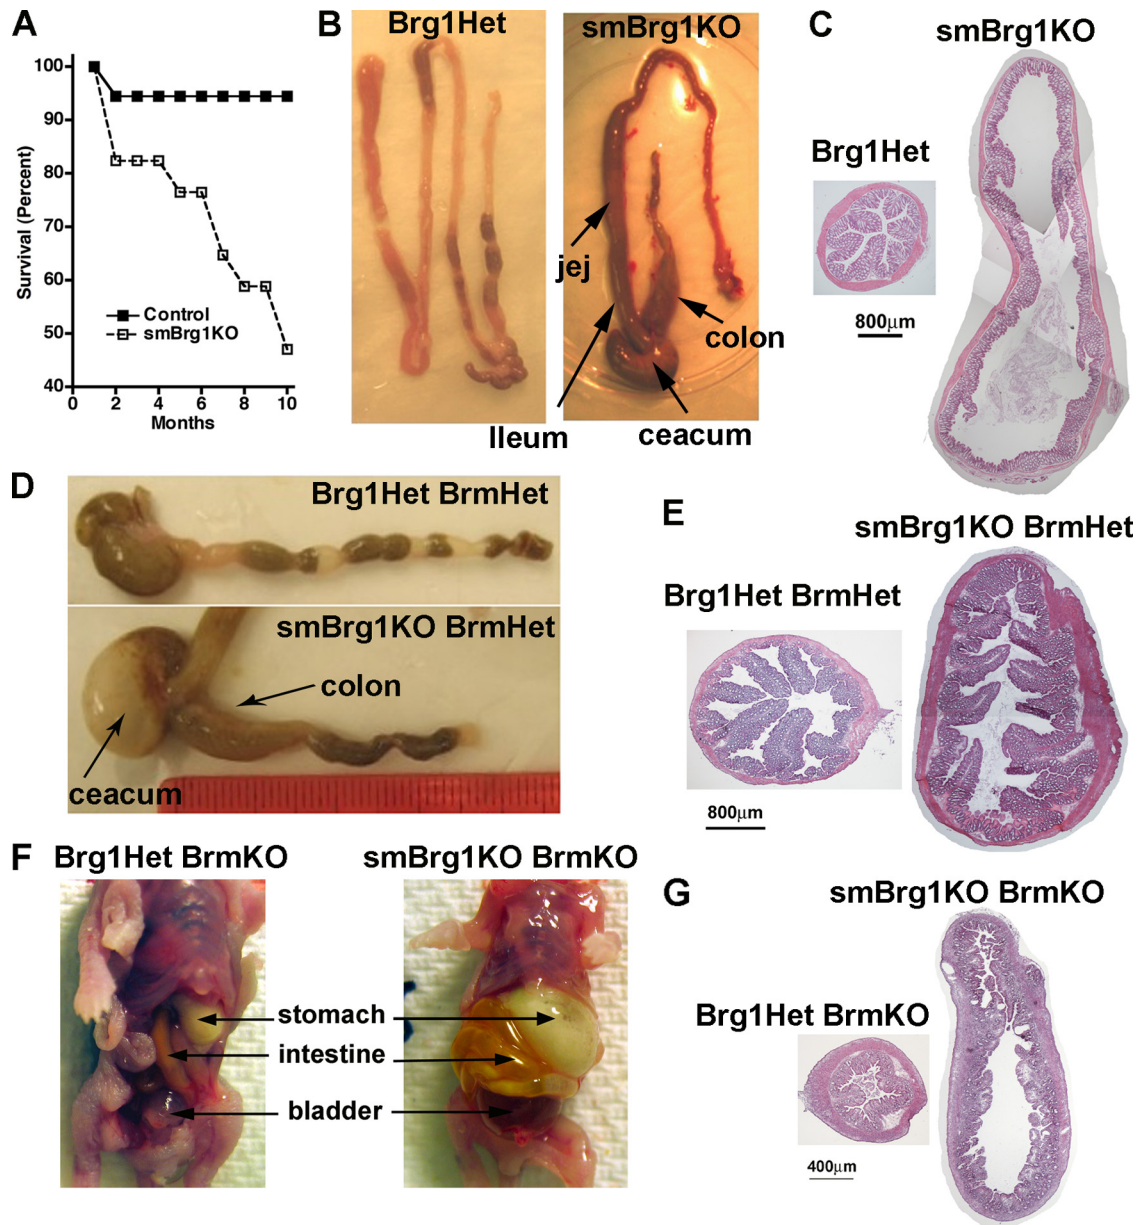 A
100
90
80
70
60
50
40
Survival (Percent)
Control
smBrg1KO
0 2 4 6 8 10
Months
B
Brg1Het
smBrg1KO
jej
colon
Ileum
ceacum
C
smBrg1KO
Brg1Het
800µm
D
Brg1Het BrmHet
smBrg1KO BrmHet
colon
ceacum
E
smBrg1KO BrmHet
Brg1Het BrmHet
800µm
F
Brg1Het BrmKO
smBrg1KO BrmKO
stomach
intestine
bladder
G
smBrg1KO BrmKO
Brg1Het BrmKO
400µm